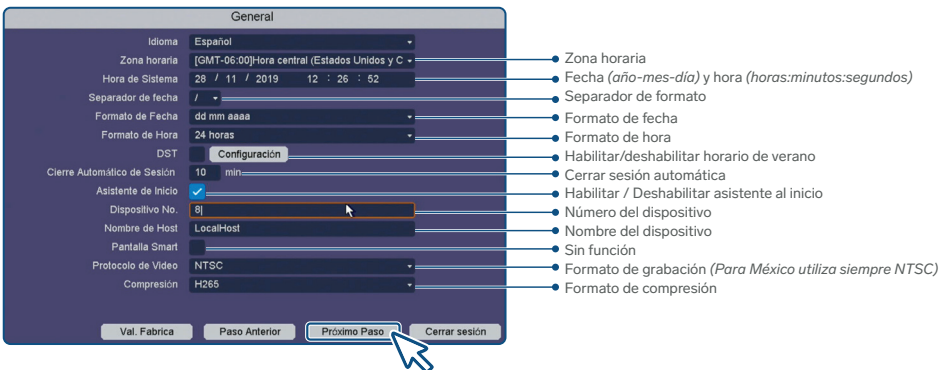 General
Idioma Español
Zona horaria [GMT-06:00]Hora central (Estados Unidos y C Zona horaria
Hora de Sistema 28 / 11 / 2019 12 : 26 : 52 Fecha (año-mes-día) y hora (horas:minutos:segundos)
Separador de fecha / Separador de formato
Formato de Fecha dd mm aaaa Formato de fecha
Formato de Hora 24 horas Formato de hora
DST Configuración Habilitar/deshabilitar horario de verano
Cierre Automático de Sesión 10 min Cerrar sesión automática
Asistente de Inicio Habilitar / Deshabilitar asistente al inicio
Dispositivo No. 8 Número del dispositivo
Nombre de Host LocalHost Nombre del dispositivo
Pantalla Smart Sin función
Protocolo de Video NTSC Formato de grabación (Para México utiliza siempre NTSC)
Compresión H265 Formato de compresión
Val. Fabrica Paso Anterior Próximo Paso Cerrar sesión